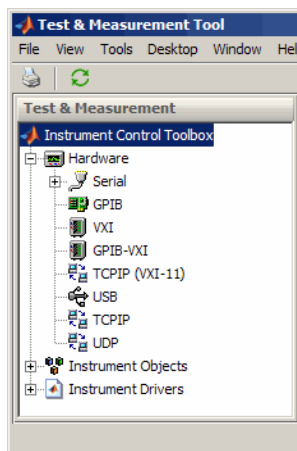 Test & Measurement Tool
File View Tools Desktop Window Hel
Test & Measurement
Instrument Control Toolbox
Hardware
Serial
GPIB
VXI
GPIB-VXI
TCPIP (VXI-11)
USB
TCPIP
UDP
Instrument Objects
Instrument Drivers